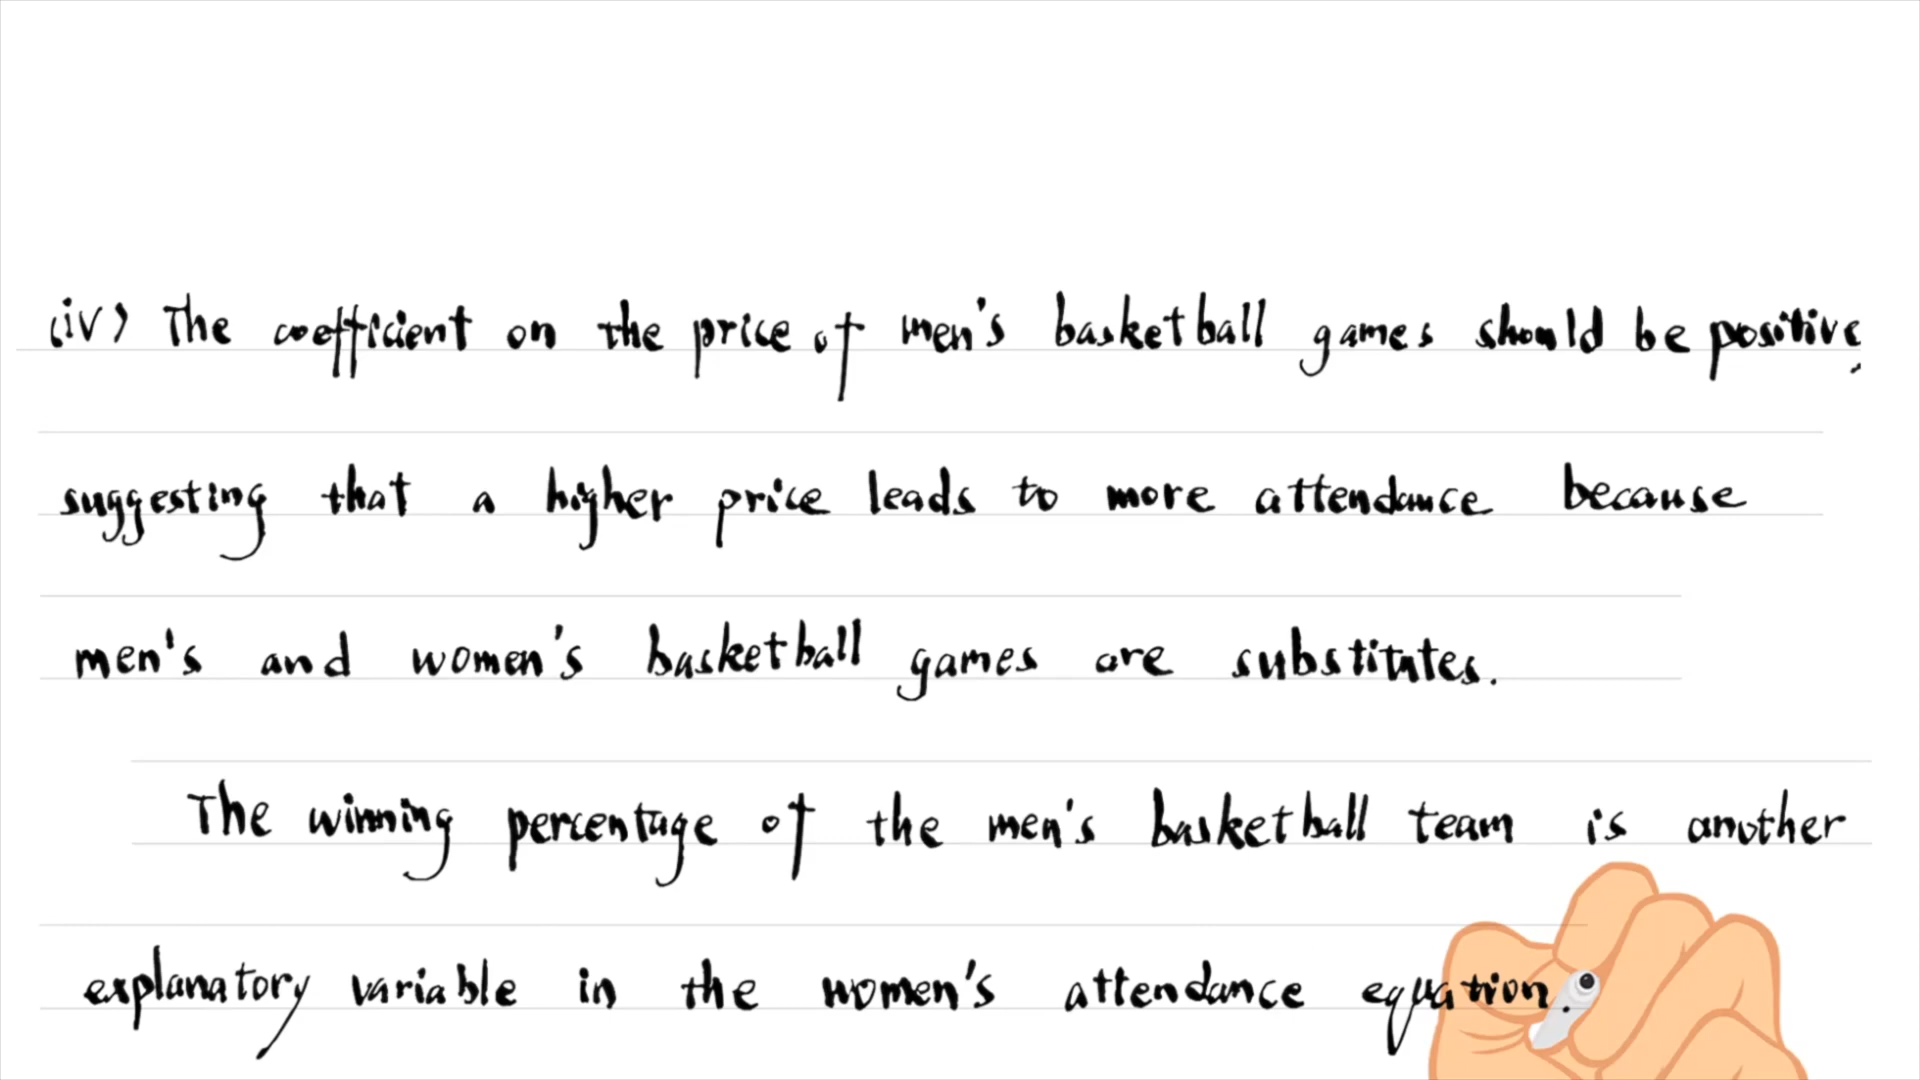 (iv) The coefficient on the price of men's basketball games should be positive,
suggesting that a higher price leads to more attendance because
men's and women's basketball games are substitutes.
The winning percentage of the men's basketball team is another
explanatory variable in the women's attendance equation